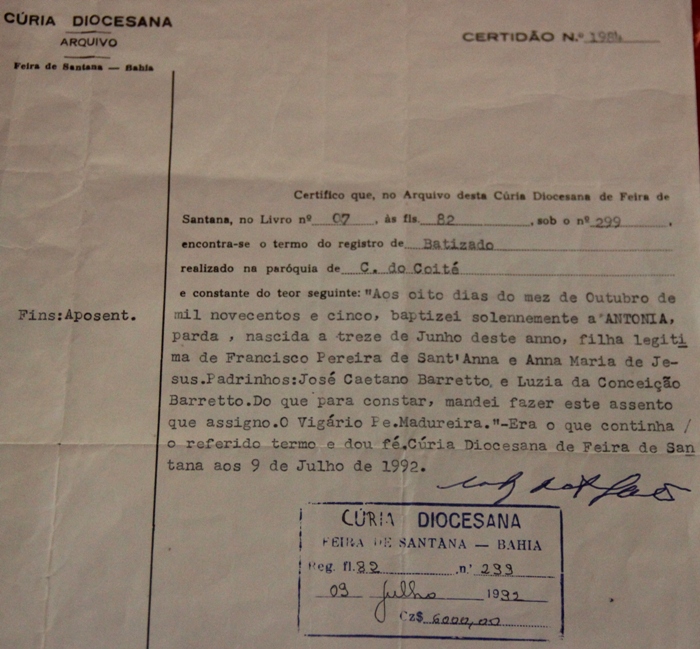 CÚRIA DIOCESANA
ARQUIVO
Feira de Santana — Bahia
CERTIDÃO N.º 1984
Certifico que, no Arquivo desta Cúria Diocesana de Feira de
Santana, no Livro nº 07, às fls. 82, sob o nº 299,
encontra-se o termo do registro de Batizado
realizado na paróquia de C. do Coité
e constante do teor seguinte: "Aos oito dias do mez de Outubro de
mil novecentos e cinco, baptizei solennemente a ANTONIA,
parda, nascida a treze de Junho deste anno, filha legiti
ma de Francisco Pereira de Sant'Anna e Anna Maria de Je-
sus.Padrinhos:José Caetano Barretto, e Luzia da Conceição
Barretto.Do que para constar, mandei fazer este assento
que assigno.O Vigário Pe.Madureira."-Era o que continha /
o referido termo e dou fé.Cúria Diocesana de Feira de San
tana aos 9 de Julho de 1992.
Fins:Aposent.
CÚRIA DIOCESANA
FEIRA DE SANTANA — BAHIA
Reg. fl. 82 n.º 299
09 Julho 1992
Cz$ 6000,00